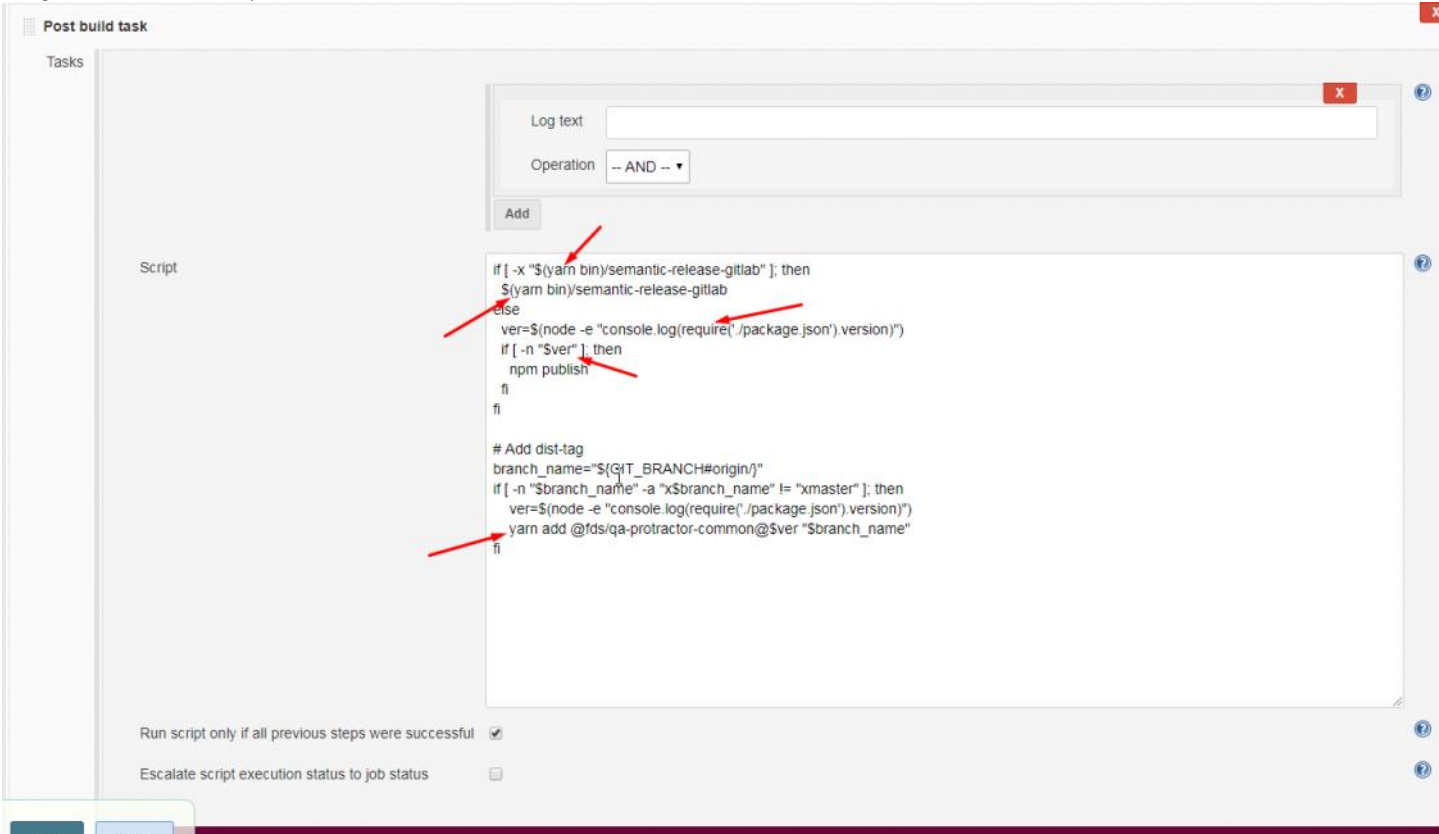 Post build task
X
Tasks
X
Log text
Operation -- AND --
Add
Script
if [ -x "$(yarn bin)/semantic-release-gitlab" ]; then
$(yarn bin)/semantic-release-gitlab
else
ver=$(node -e "console.log(require('./package.json').version)")
if [ -n "$ver" ]; then
npm publish
fi
fi
# Add dist-tag
branch_name="${GIT_BRANCH#origin/}"
if [ -n "$branch_name" -a "x$branch_name" != "xmaster" ]; then
ver=$(node -e "console.log(require('./package.json').version)")
yarn add @fds/qa-protractor-common@$ver "$branch_name"
fi
Run script only if all previous steps were successful
Escalate script execution status to job status